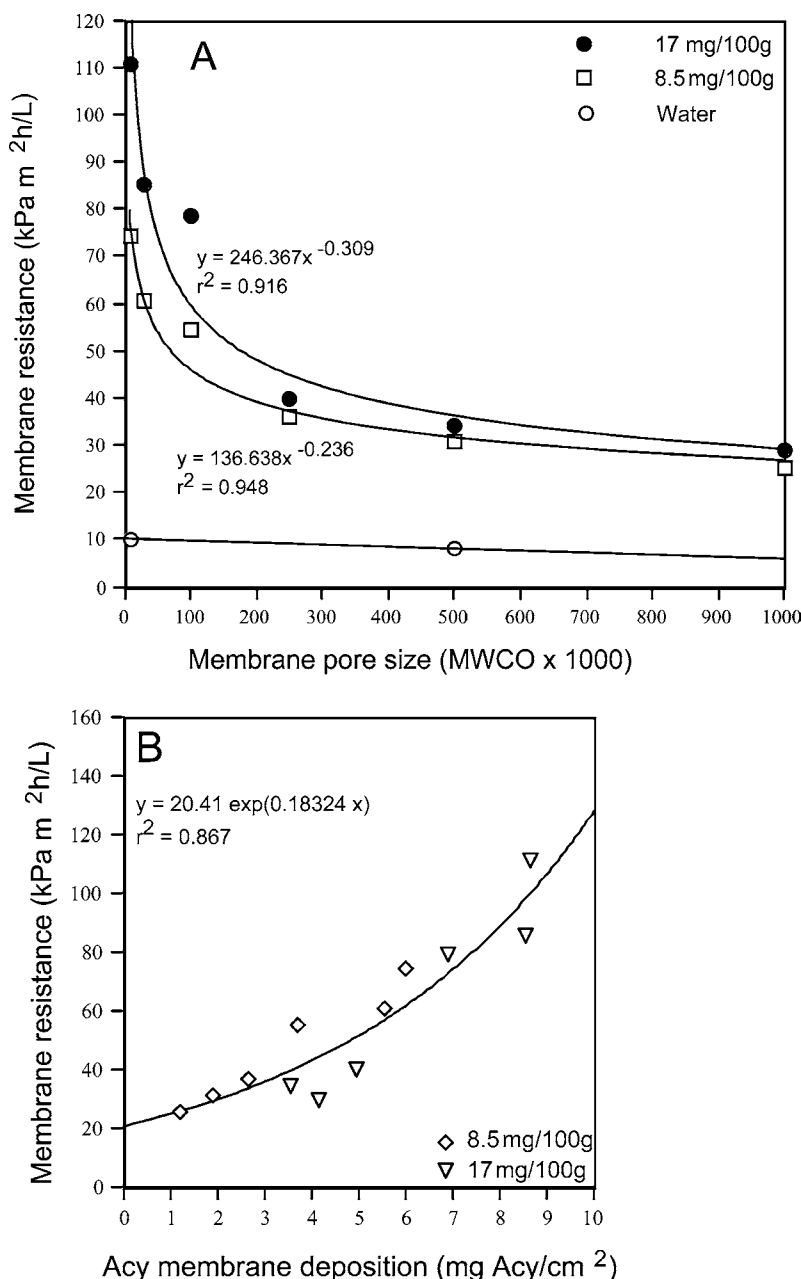 A
17 mg/100g
8.5 mg/100g
Water
Membrane resistance (kPa m ²h/L)
120
110
100
90
80
70
60
50
40
30
20
10
0
y = 246.367x -0.309
r² = 0.916
y = 136.638x -0.236
r² = 0.948
0 100 200 300 400 500 600 700 800 900 1000
Membrane pore size (MWCO x 1000)
B
Membrane resistance (kPa m ²h/L)
160
140
120
100
80
60
40
20
0
y = 20.41 exp(0.18324 x)
r² = 0.867
8.5 mg/100g
17 mg/100g
0 1 2 3 4 5 6 7 8 9 10
Acy membrane deposition (mg Acy/cm ²)